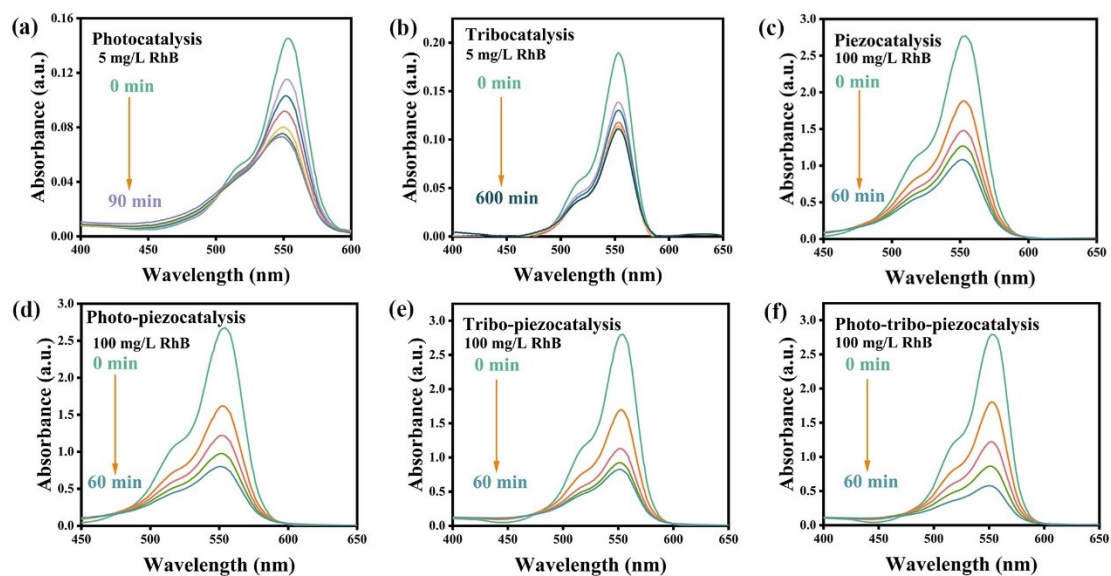 (a)
Photocatalysis
5 mg/L RhB
0 min
90 min
Absorbance (a.u.)
0.16
0.12
0.08
0.04
0.00
400 450 500 550 600
Wavelength (nm)
(b)
Tribocatalysis
5 mg/L RhB
0 min
600 min
Absorbance (a.u.)
0.20
0.15
0.10
0.05
0.00
400 450 500 550 600 650
Wavelength (nm)
(c)
Piezocatalysis
100 mg/L RhB
0 min
60 min
Absorbance (a.u.)
3.0
2.5
2.0
1.5
1.0
0.5
0.0
450 500 550 600 650
Wavelength (nm)
(d)
Photo-piezocatalysis
100 mg/L RhB
0 min
60 min
Absorbance (a.u.)
3.0
2.5
2.0
1.5
1.0
0.5
0.0
450 500 550 600 650
Wavelength (nm)
(e)
Tribo-piezocatalysis
100 mg/L RhB
0 min
60 min
Absorbance (a.u.)
3.0
2.5
2.0
1.5
1.0
0.5
0.0
400 450 500 550 600 650
Wavelength (nm)
(f)
Photo-tribo-piezocatalysis
100 mg/L RhB
0 min
60 min
Absorbance (a.u.)
3.0
2.5
2.0
1.5
1.0
0.5
0.0
400 450 500 550 600 650
Wavelength (nm)